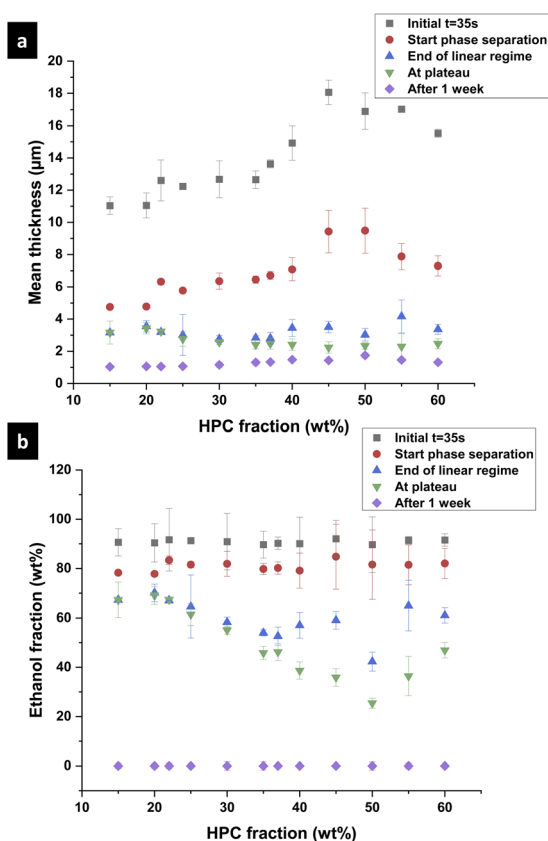 a
Initial t=35s
Start phase separation
End of linear regime
At plateau
After 1 week
20
18
16
14
12
10
8
6
4
2
0
Mean thickness (µm)
10 20 30 40 50 60
HPC fraction (wt%)
b
Initial t=35s
Start phase separation
End of linear regime
At plateau
After 1 week
120
100
80
60
40
20
0
Ethanol fraction (wt%)
10 20 30 40 50 60
HPC fraction (wt%)